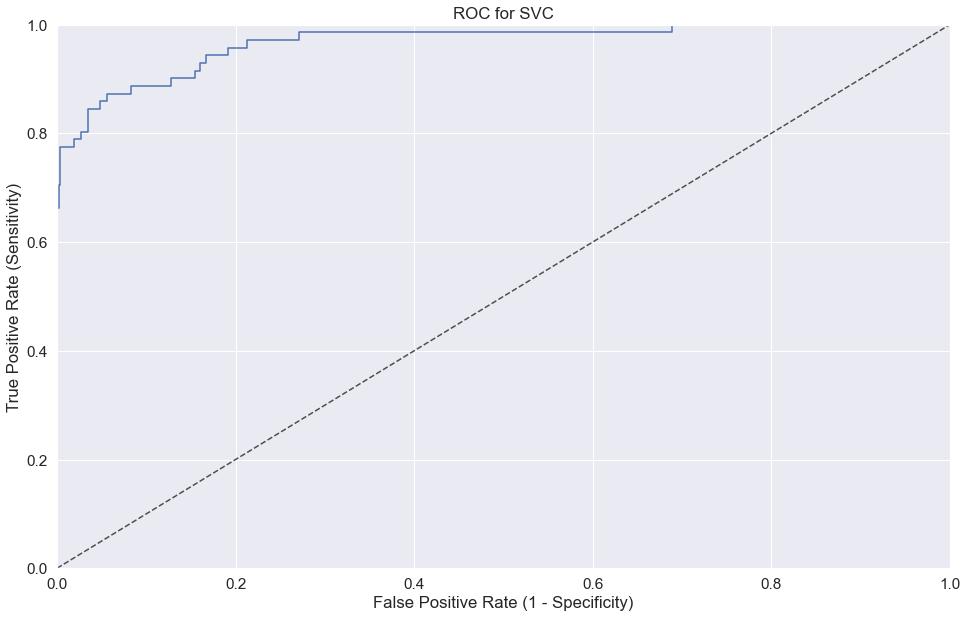 ROC for SVC
True Positive Rate (Sensitivity)
1.0
0.8
0.6
0.4
0.2
0.0
0.0 0.2 0.4 0.6 0.8 1.0
False Positive Rate (1 - Specificity)